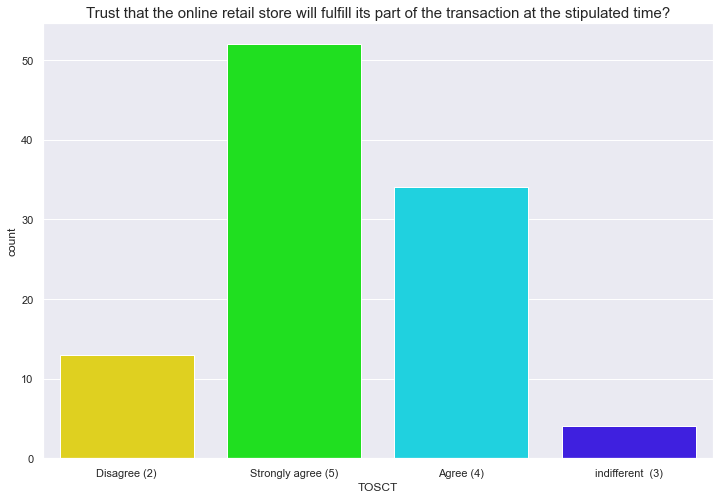 Trust that the online retail store will fulfill its part of the transaction at the stipulated time?
50
40
30
20
10
0
count
Disagree (2)
Strongly agree (5)
Agree (4)
indifferent  (3)
TOSCT